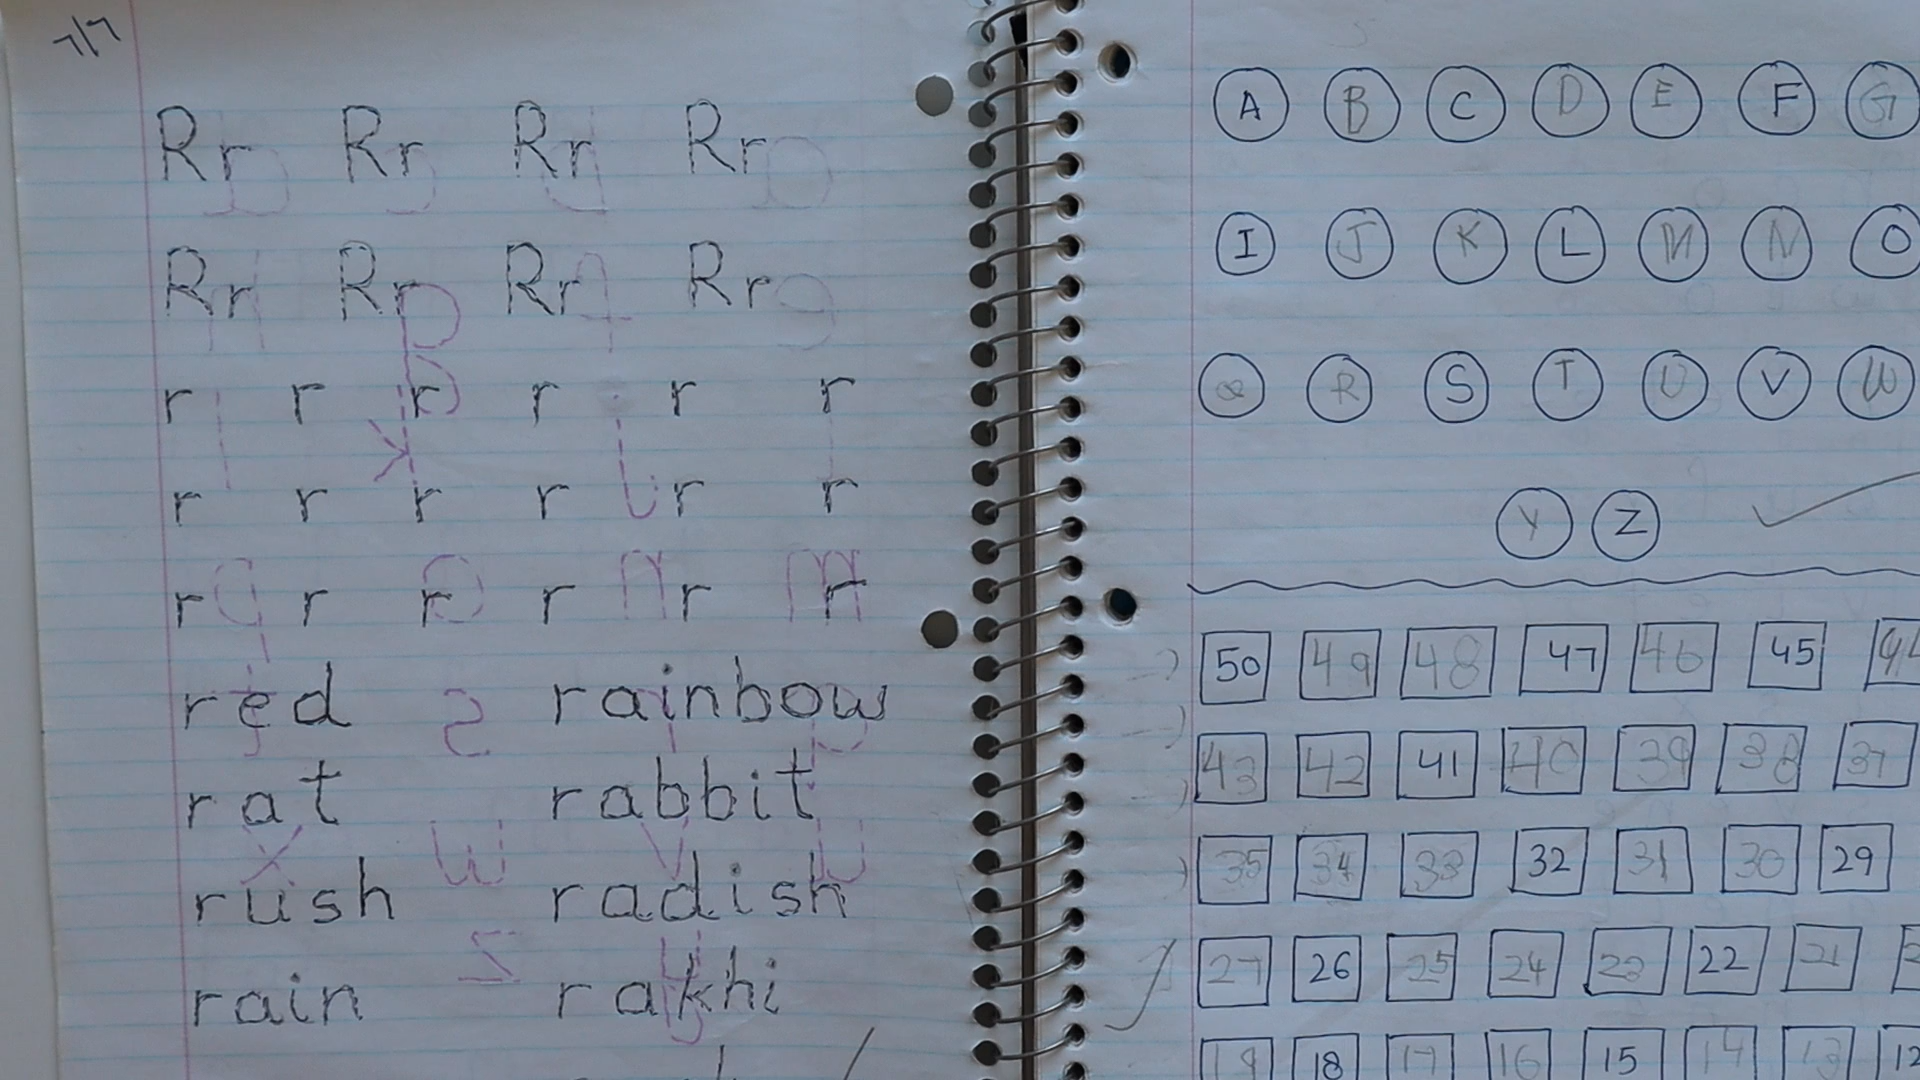 7/7
Rr Rr Rr Rr
Rr Rr Rr Rr
r r r r r r
r r r r r r
r r r r r r
red rainbow
rat rabbit
rush radish
rain rakhi
A B C D E F G
I J K L M N O
Q R S T U V W
Y Z
50 49 48 47 46 45
43 42 41 40 39 38 37
35 34 33 32 31 30 29
27 26 25 24 23 22 21
19 18 17 16 15 14 13 12